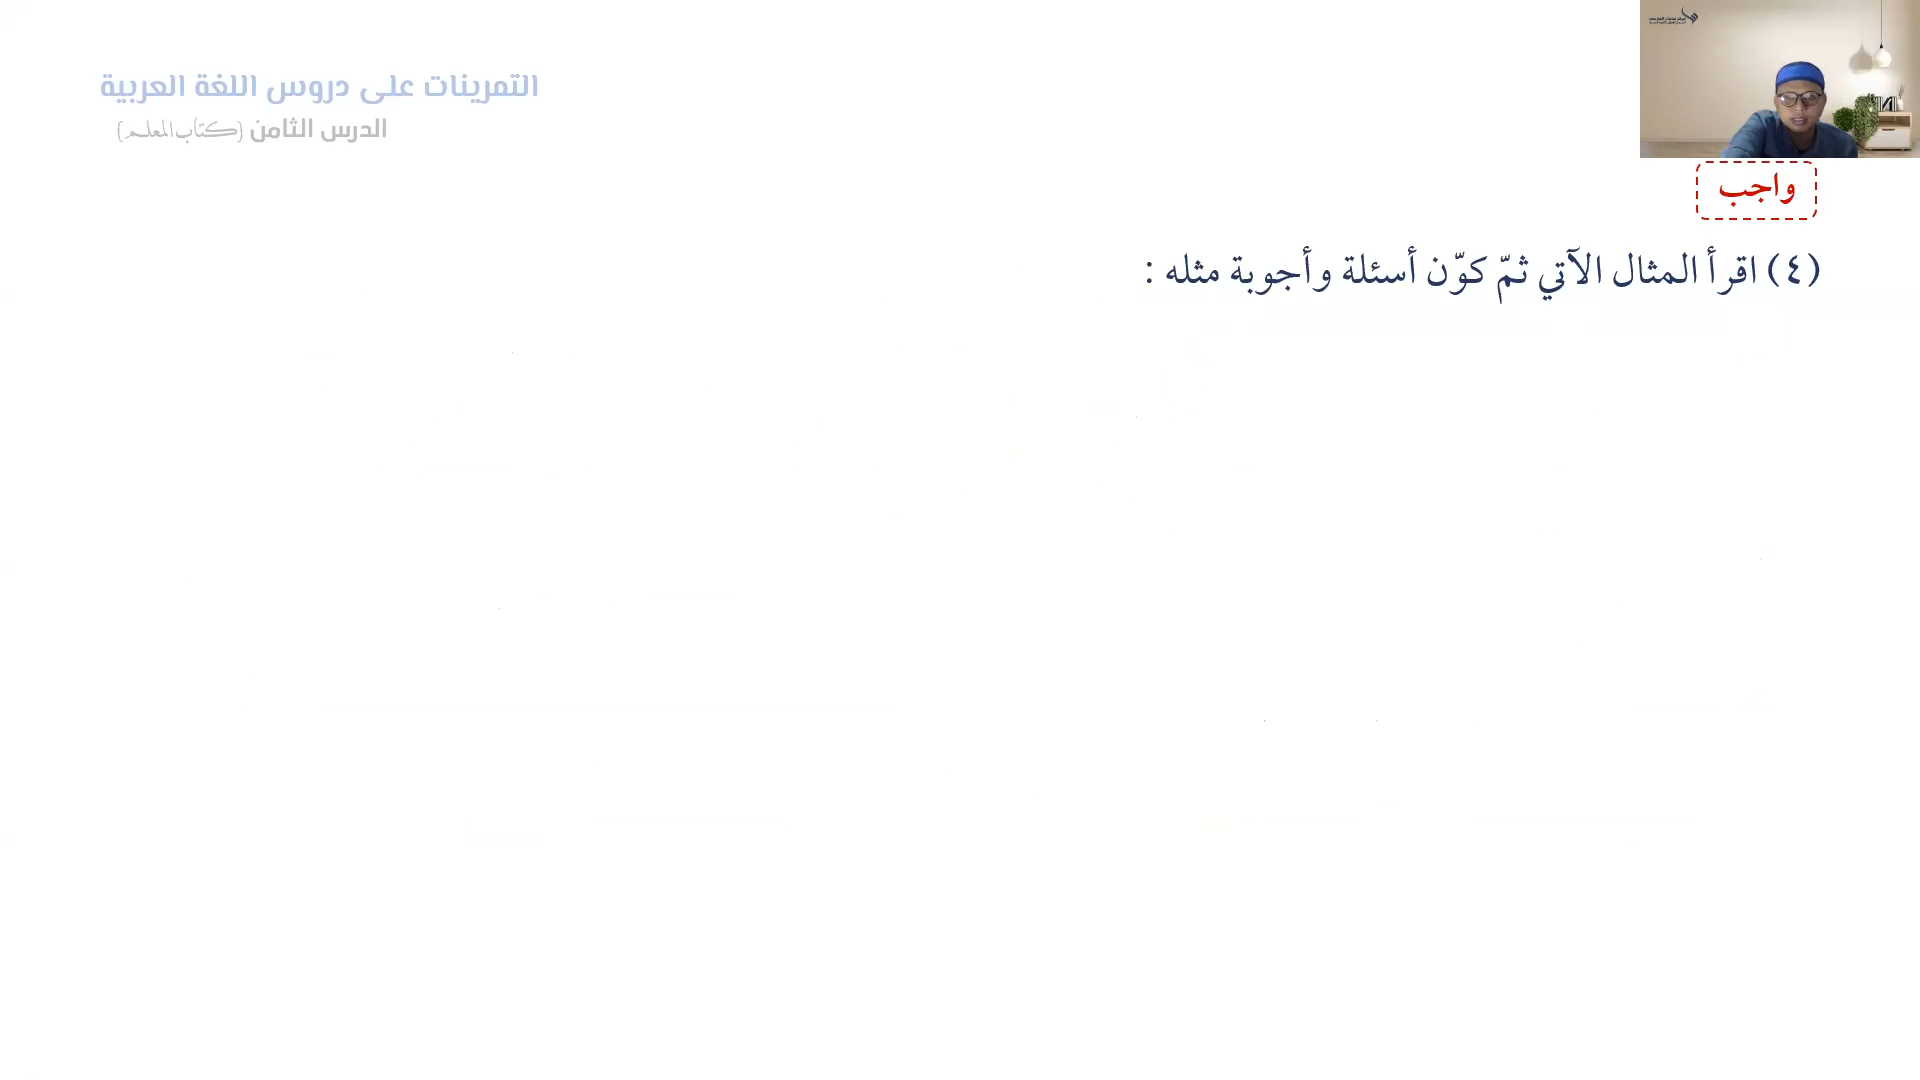 التمرينات على دروس اللغة العربية
الدرس الثامن (كتاب المعلم)
واجب
(٤) اقرأ المثال الآتي ثمّ كوّن أسئلة وأجوبة مثله :